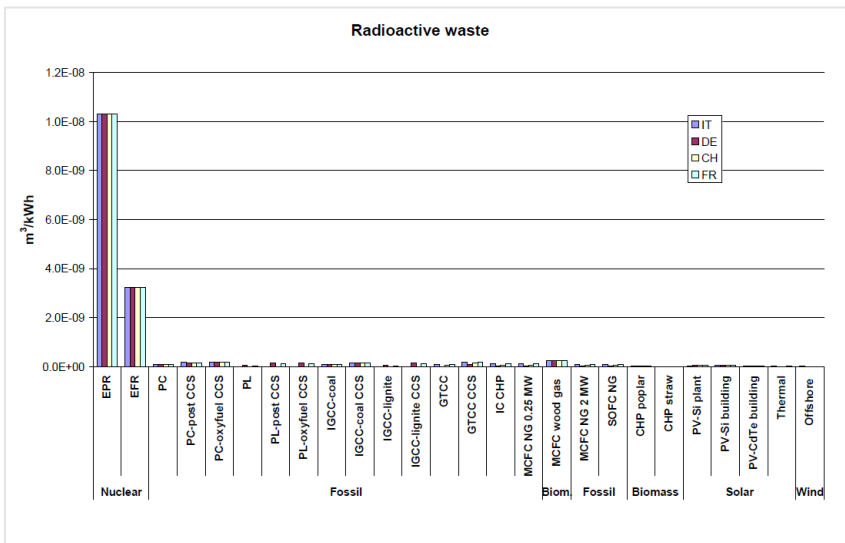 Radioactive waste
1.2E-08
1.0E-08
8.0E-09
6.0E-09
4.0E-09
2.0E-09
0.0E+00
m³/kWh
IT
DE
CH
FR
EPR
EFR
PC
PC-post CCS
PC-oxyfuel CCS
PL
PL-post CCS
PL-oxyfuel CCS
IGCC-coal
IGCC-coal CCS
IGCC-lignite
IGCC-lignite CCS
GTCC
GTCC CCS
IC CHP
MCFC NG 0.25 MW
MCFC wood gas
MCFC NG 2 MW
SOFC NG
CHP poplar
CHP straw
PV-Si plant
PV-Si building
PV-CdTe building
Thermal
Offshore
Nuclear
Fossil
Biom.
Fossil
Biomass
Solar
Wind